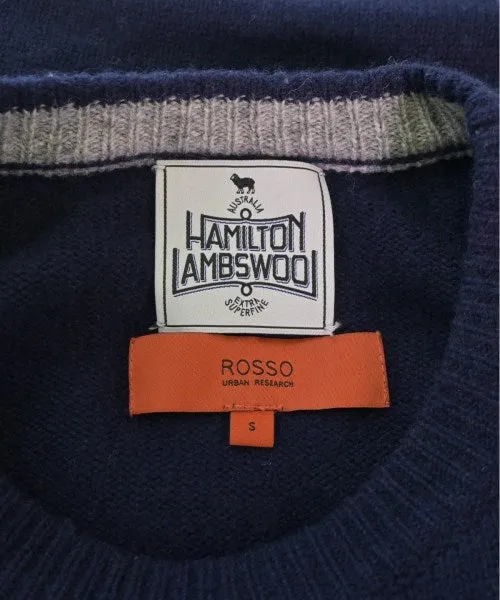 AUSTRALIA
HAMILTON
LAMBSWOOL
EXTRA
SUPERFINE
ROSSO
URBAN RESEARCH
S